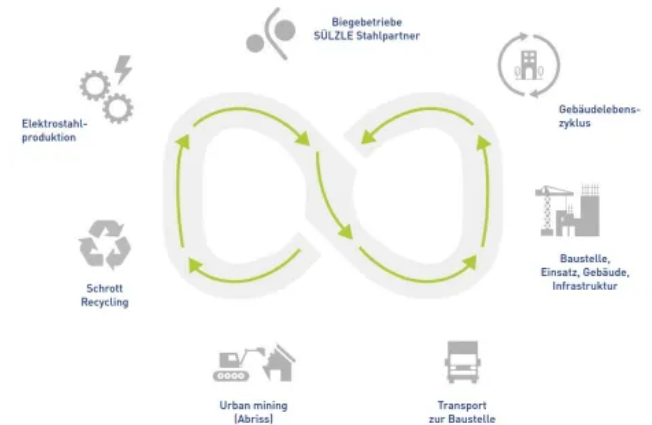 Biegebetriebe
SÜLZLE Stahlpartner
Elektrostahl-
produktion
Gebäudelebens-
zyklus
Schrott
Recycling
Baustelle,
Einsatz, Gebäude,
Infrastruktur
Urban mining
(Abriss)
Transport
zur Baustelle